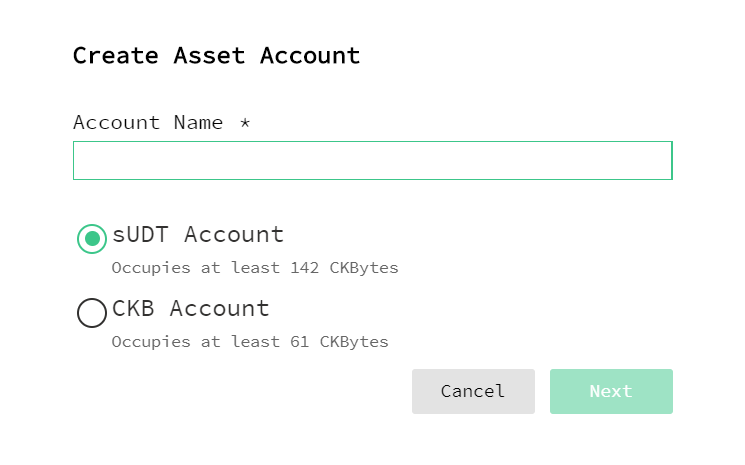 Create Asset Account
Account Name *
sUDT Account
Occupies at least 142 CKBytes
CKB Account
Occupies at least 61 CKBytes
Cancel Next